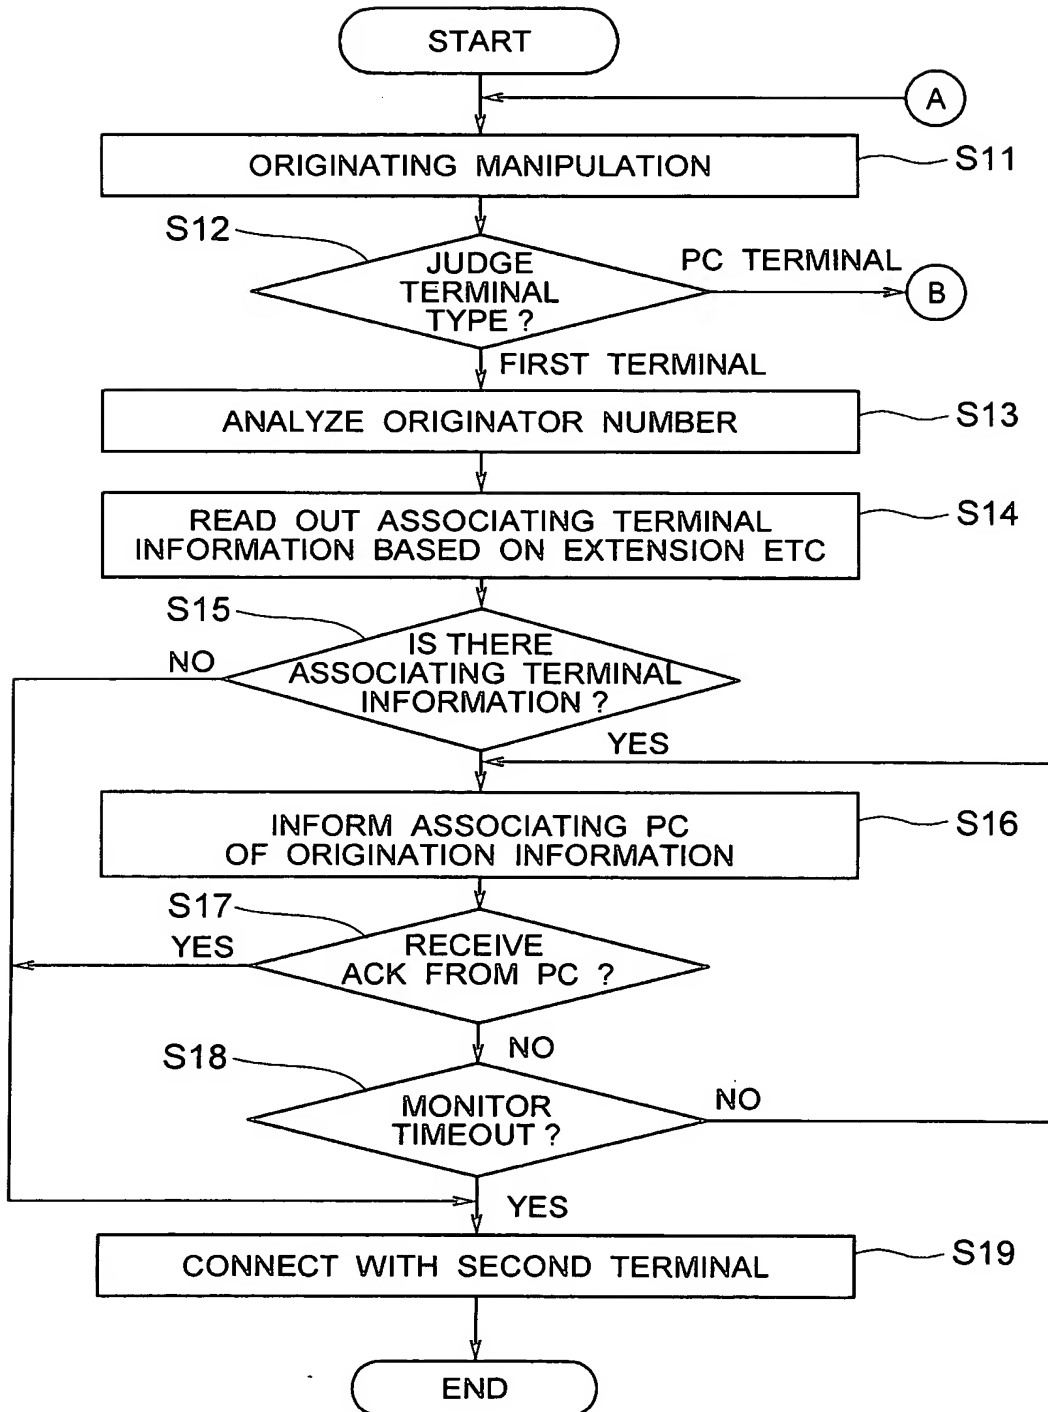 START
A
ORIGINATING MANIPULATION
S11
S12
JUDGE
TERMINAL
TYPE ?
PC TERMINAL
B
FIRST TERMINAL
ANALYZE ORIGINATOR NUMBER
S13
READ OUT ASSOCIATING TERMINAL
INFORMATION BASED ON EXTENSION ETC
S14
S15
IS THERE
ASSOCIATING TERMINAL
INFORMATION ?
NO
YES
INFORM ASSOCIATING PC
OF ORIGINATION INFORMATION
S16
S17
RECEIVE
ACK FROM PC ?
YES
NO
S18
MONITOR
TIMEOUT ?
NO
YES
CONNECT WITH SECOND TERMINAL
S19
END